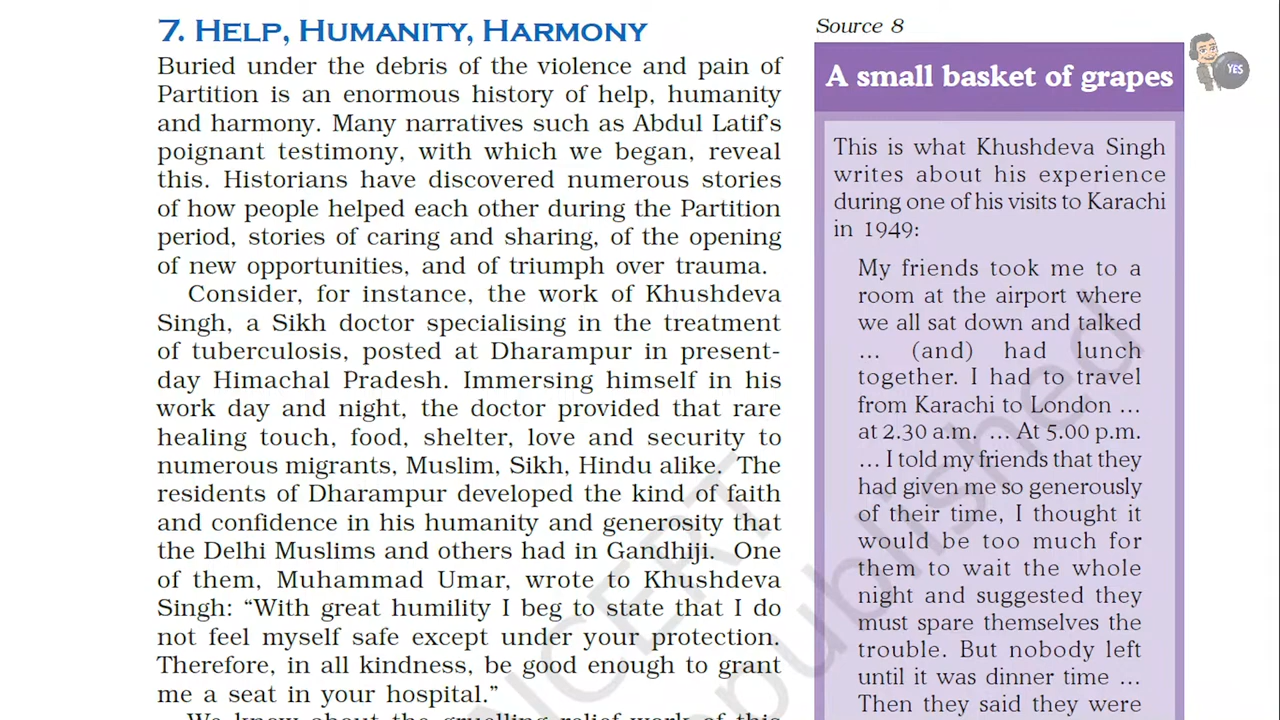 7. HELP, HUMANITY, HARMONY
Buried under the debris of the violence and pain of
Partition is an enormous history of help, humanity
and harmony. Many narratives such as Abdul Latif's
poignant testimony, with which we began, reveal
this. Historians have discovered numerous stories
of how people helped each other during the Partition
period, stories of caring and sharing, of the opening
of new opportunities, and of triumph over trauma.
Consider, for instance, the work of Khushdeva
Singh, a Sikh doctor specialising in the treatment
of tuberculosis, posted at Dharampur in present-
day Himachal Pradesh. Immersing himself in his
work day and night, the doctor provided that rare
healing touch, food, shelter, love and security to
numerous migrants, Muslim, Sikh, Hindu alike. The
residents of Dharampur developed the kind of faith
and confidence in his humanity and generosity that
the Delhi Muslims and others had in Gandhiji. One
of them, Muhammad Umar, wrote to Khushdeva
Singh: “With great humility I beg to state that I do
not feel myself safe except under your protection.
Therefore, in all kindness, be good enough to grant
me a seat in your hospital.”
We know about the gruelling relief work of this
Source 8
A small basket of grapes
This is what Khushdeva Singh
writes about his experience
during one of his visits to Karachi
in 1949:
My friends took me to a
room at the airport where
we all sat down and talked
… (and) had lunch
together. I had to travel
from Karachi to London …
at 2.30 a.m. … At 5.00 p.m.
… I told my friends that they
had given me so generously
of their time, I thought it
would be too much for
them to wait the whole
night and suggested they
must spare themselves the
trouble. But nobody left
until it was dinner time …
Then they said they were
YES
NCERT
republished